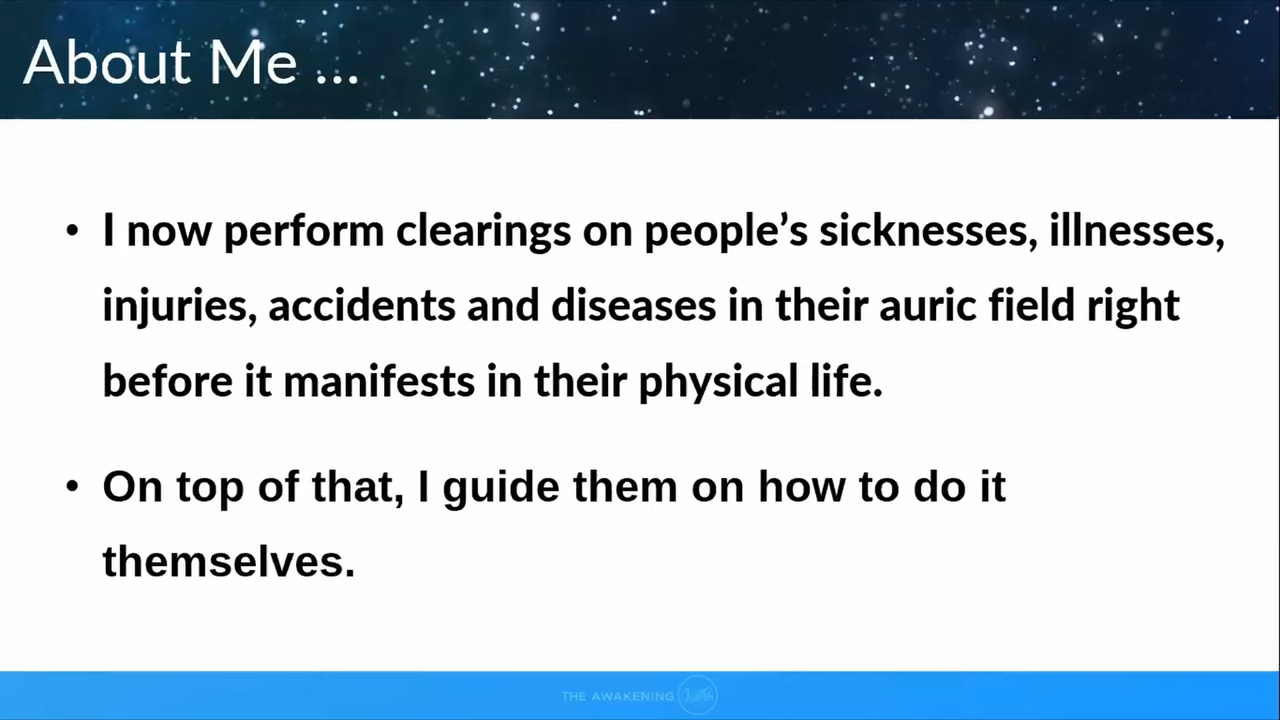 About Me ...
• I now perform clearings on people’s sicknesses, illnesses,
injuries, accidents and diseases in their auric field right
before it manifests in their physical life.
• On top of that, I guide them on how to do it
themselves.
THE AWAKENING